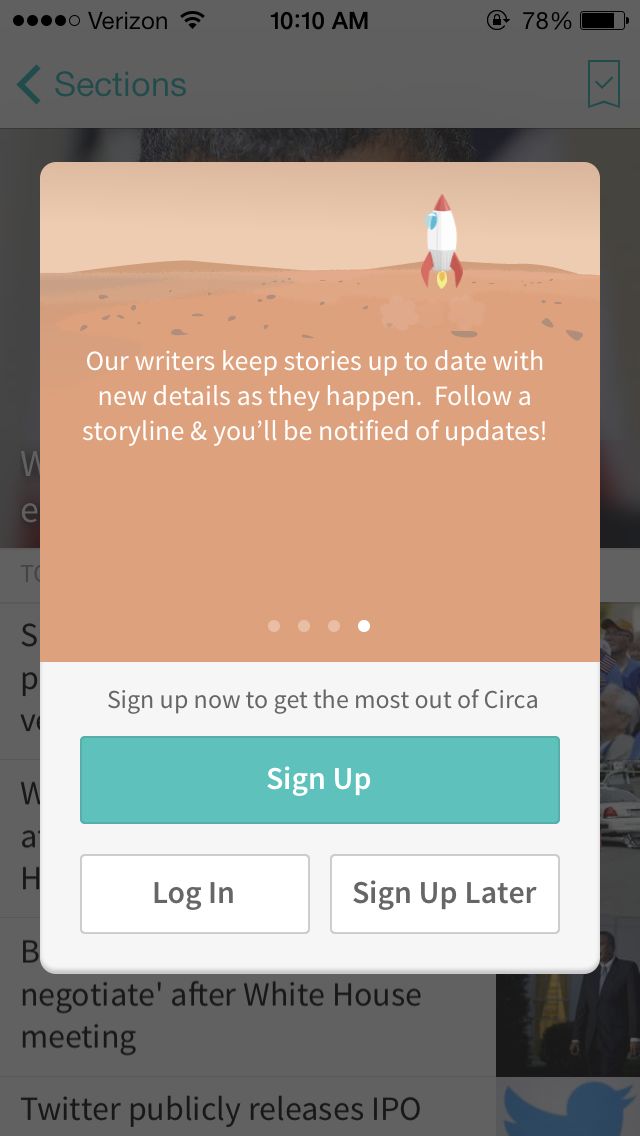 Verizon 10:10 AM 78%
Sections
Our writers keep stories up to date with
new details as they happen. Follow a
storyline & you’ll be notified of updates!
Sign up now to get the most out of Circa
Sign Up
Log In Sign Up Later
negotiate' after White House
meeting
Twitter publicly releases IPO